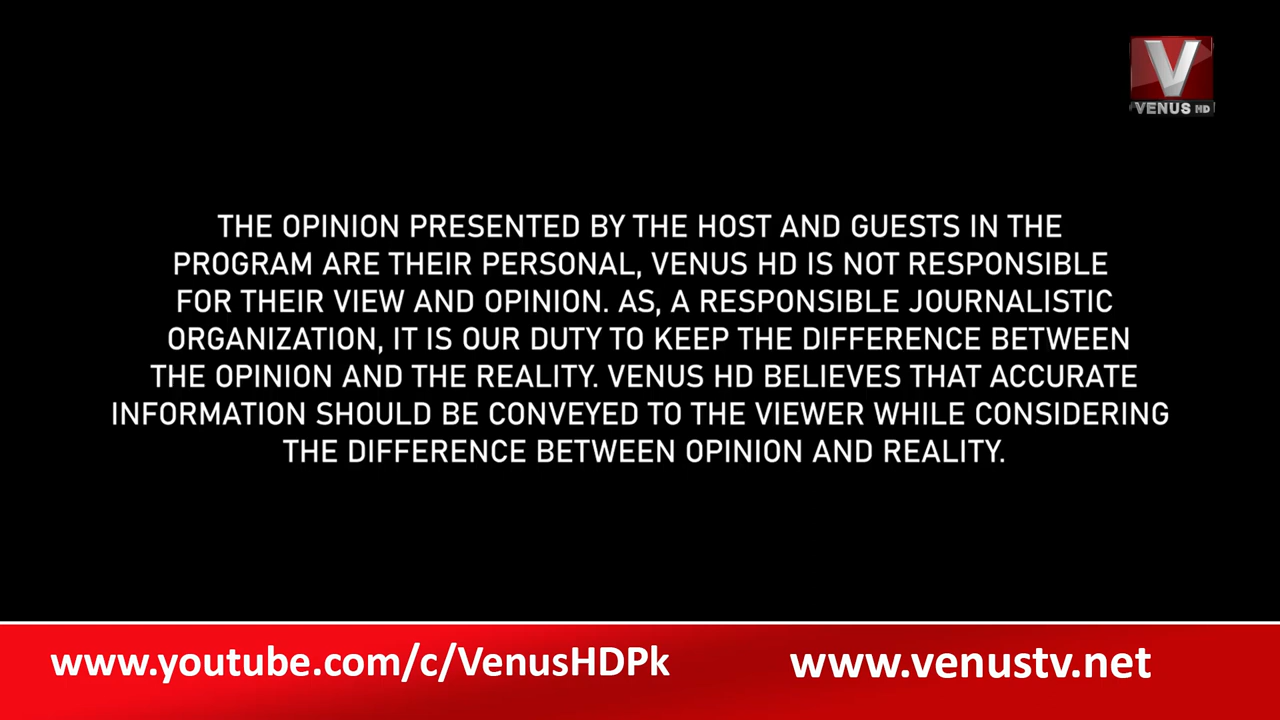 V
VENUS HD
THE OPINION PRESENTED BY THE HOST AND GUESTS IN THE
PROGRAM ARE THEIR PERSONAL, VENUS HD IS NOT RESPONSIBLE
FOR THEIR VIEW AND OPINION. AS, A RESPONSIBLE JOURNALISTIC
ORGANIZATION, IT IS OUR DUTY TO KEEP THE DIFFERENCE BETWEEN
THE OPINION AND THE REALITY. VENUS HD BELIEVES THAT ACCURATE
INFORMATION SHOULD BE CONVEYED TO THE VIEWER WHILE CONSIDERING
THE DIFFERENCE BETWEEN OPINION AND REALITY.
www.youtube.com/c/VenusHDPk
www.venustv.net